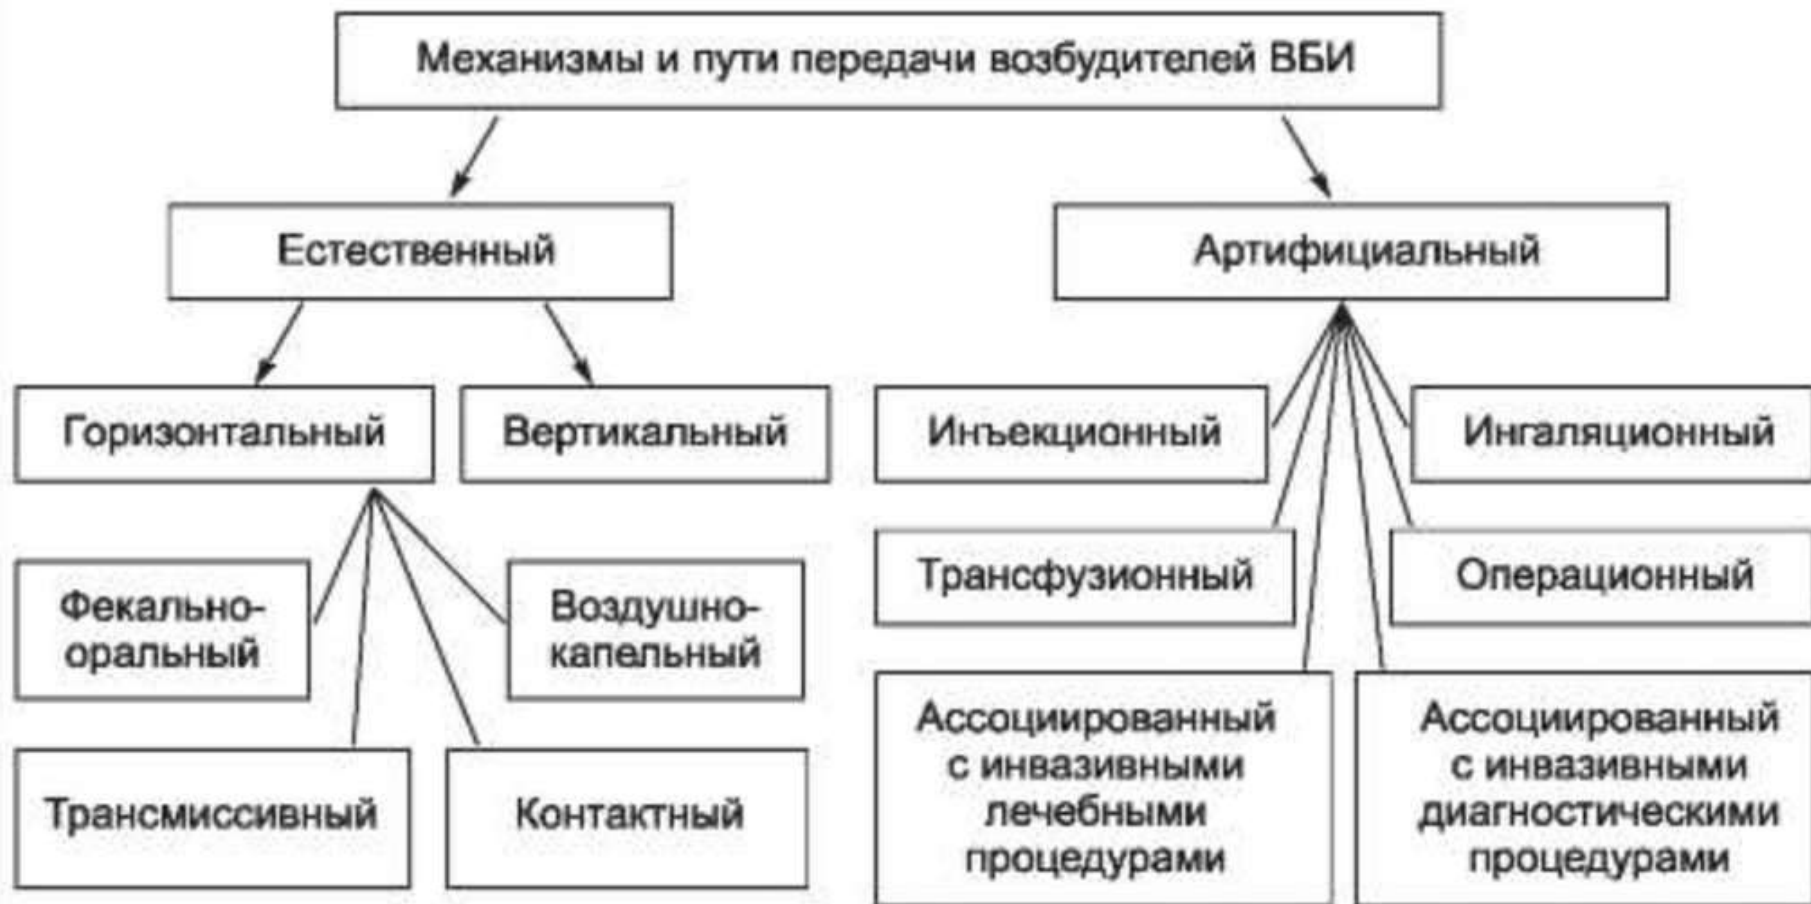 Механизмы и пути передачи возбудителей ВБИ
Естественный
Артифициальный
Горизонтальный
Вертикальный
Инъекционный
Ингаляционный
Фекально-
оральный
Воздушно-
капельный
Трансфузионный
Операционный
Трансмиссивный
Контактный
Ассоциированный
с инвазивными
лечебными
процедурами
Ассоциированный
с инвазивными
диагностическими
процедурами